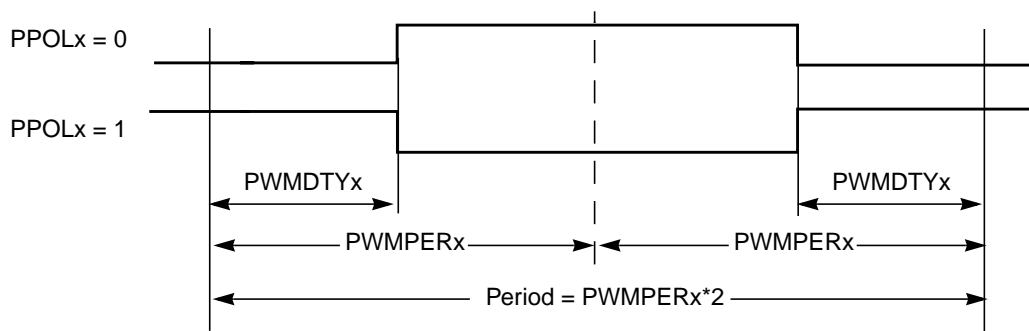 PPOLx = 0
PPOLx = 1
PWMDTYx
PWMDTYx
PWMPERx
PWMPERx
Period = PWMPERx*2